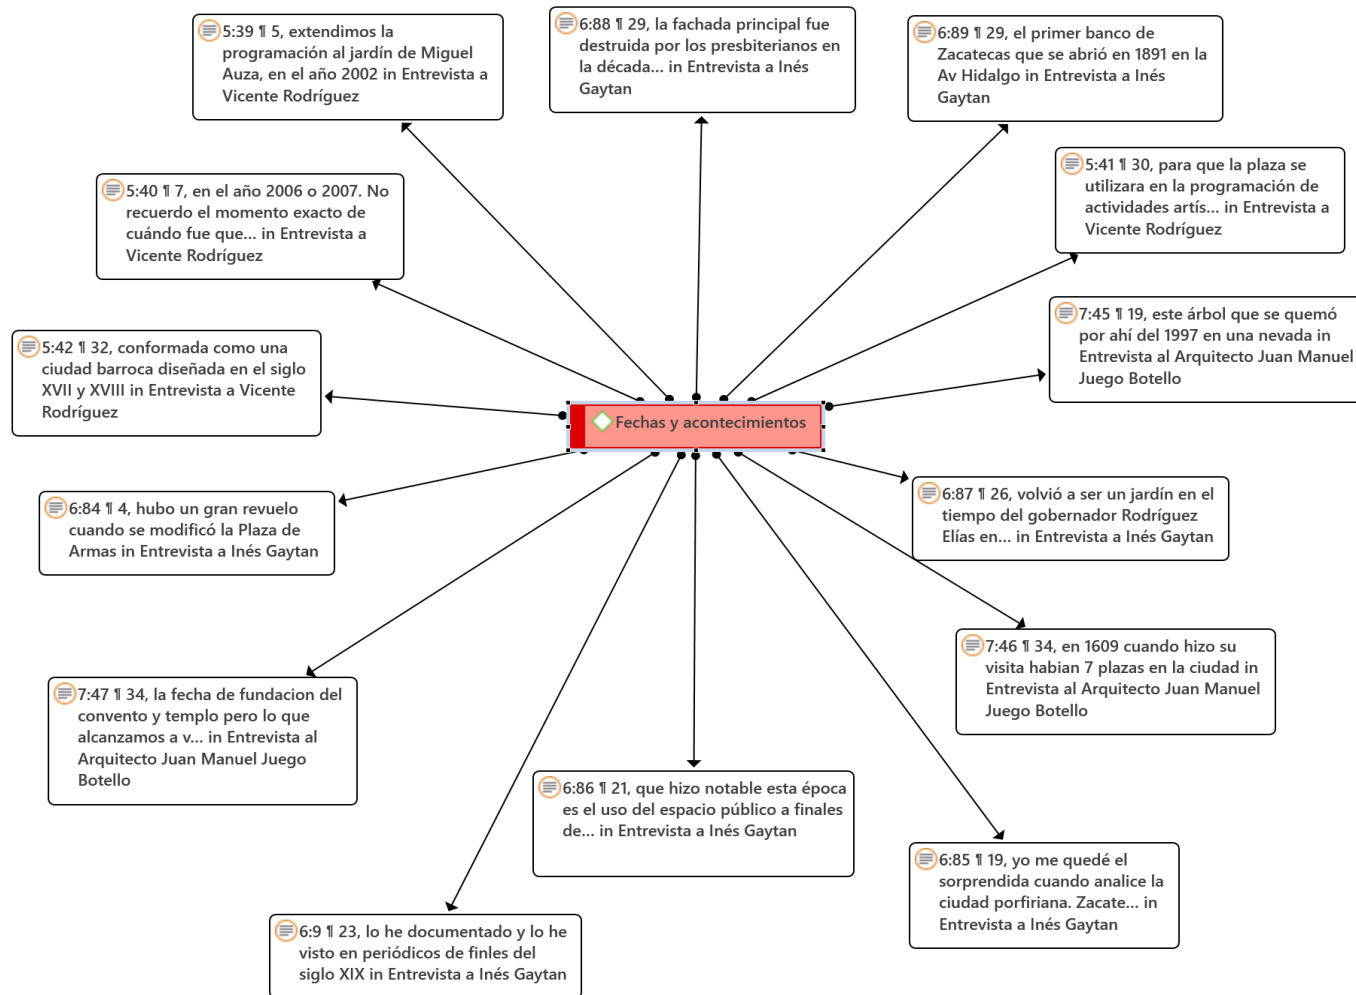 5:39 ¶ 5, extendimos la
programación al jardín de Miguel
Auza, en el año 2002 in Entrevista a
Vicente Rodríguez
6:88 ¶ 29, la fachada principal fue
destruida por los presbiterianos en
la década... in Entrevista a Inés
Gaytan
6:89 ¶ 29, el primer banco de
Zacatecas que se abrió en 1891 en la
Av Hidalgo in Entrevista a Inés
Gaytan
5:40 ¶ 7, en el año 2006 o 2007. No
recuerdo el momento exacto de
cuándo fue que... in Entrevista a
Vicente Rodríguez
5:41 ¶ 30, para que la plaza se
utilizara en la programación de
actividades artís... in Entrevista a
Vicente Rodríguez
5:42 ¶ 32, conformada como una
ciudad barroca diseñada en el siglo
XVII y XVIII in Entrevista a Vicente
Rodríguez
7:45 ¶ 19, este árbol que se quemó
por ahí del 1997 en una nevada in
Entrevista al Arquitecto Juan Manuel
Juego Botello
Fechas y acontecimientos
6:84 ¶ 4, hubo un gran revuelo
cuando se modificó la Plaza de
Armas in Entrevista a Inés Gaytan
6:87 ¶ 26, volvió a ser un jardín en el
tiempo del gobernador Rodríguez
Elías en... in Entrevista a Inés Gaytan
7:47 ¶ 34, la fecha de fundacion del
convento y templo pero lo que
alcanzamos a v... in Entrevista al
Arquitecto Juan Manuel Juego
Botello
7:46 ¶ 34, en 1609 cuando hizo su
visita habian 7 plazas en la ciudad in
Entrevista al Arquitecto Juan Manuel
Juego Botello
6:86 ¶ 21, que hizo notable esta época
es el uso del espacio público a finales
de... in Entrevista a Inés Gaytan
6:85 ¶ 19, yo me quedé el
sorprendida cuando analice la
ciudad porfiriana. Zacate... in
Entrevista a Inés Gaytan
6:9 ¶ 23, lo he documentado y lo he
visto en periódicos de finles del
siglo XIX in Entrevista a Inés Gaytan